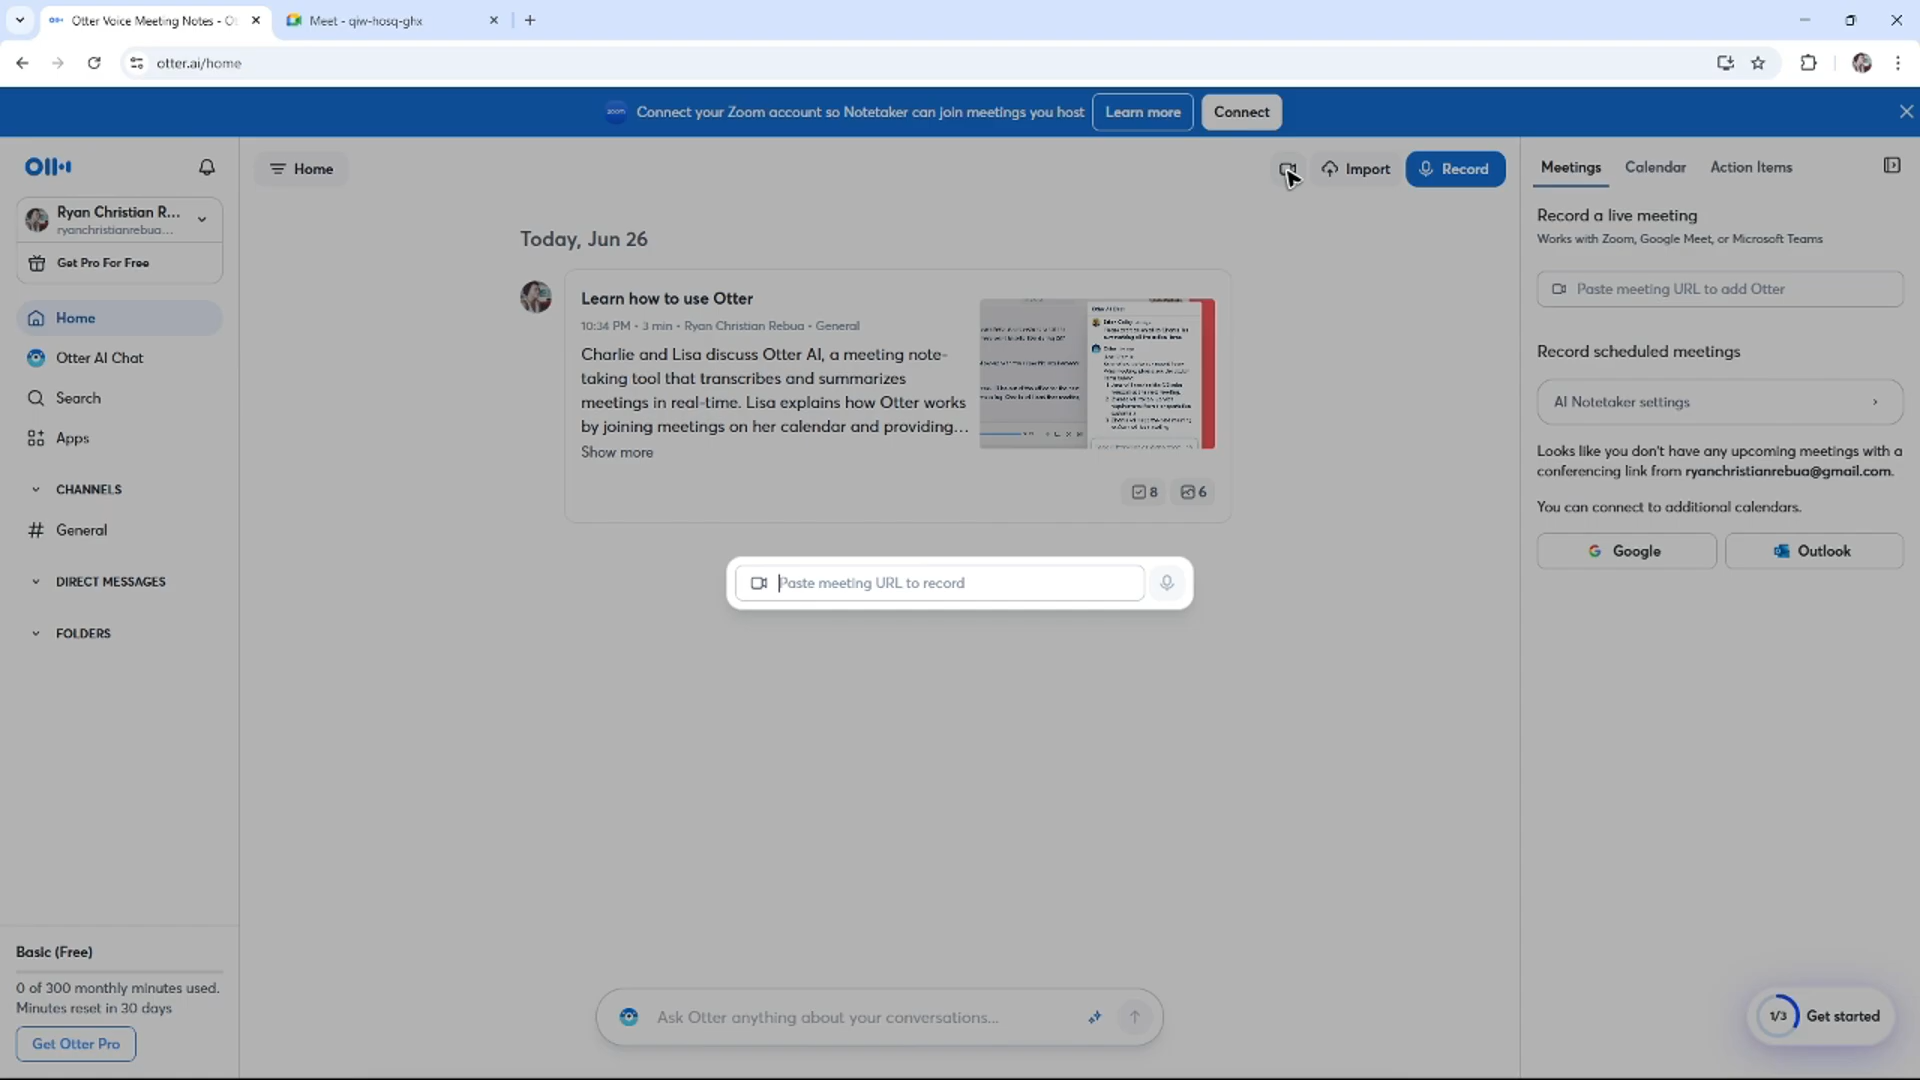 Otter Voice Meeting Notes - O
Meet - qiw-hosq-ghx
otter.ai/home
zoom
Connect your Zoom account so Notetaker can join meetings you host
Learn more
Connect
Ryan Christian R...
ryanchristianrebua...
Get Pro For Free
Home
Otter AI Chat
Search
Apps
CHANNELS
General
DIRECT MESSAGES
FOLDERS
Basic (Free)
0 of 300 monthly minutes used.
Minutes reset in 30 days
Get Otter Pro
Home
Import
Record
Today, Jun 26
Learn how to use Otter
10:34 PM • 3 min • Ryan Christian Rebua • General
Charlie and Lisa discuss Otter AI, a meeting note-
taking tool that transcribes and summarizes
meetings in real-time. Lisa explains how Otter works
by joining meetings on her calendar and providing...
Show more
8
6
Paste meeting URL to record
Ask Otter anything about your conversations...
Meetings
Calendar
Action Items
Record a live meeting
Works with Zoom, Google Meet, or Microsoft Teams
Paste meeting URL to add Otter
Record scheduled meetings
AI Notetaker settings
Looks like you don't have any upcoming meetings with a
conferencing link from ryanchristianrebua@gmail.com.
You can connect to additional calendars.
Google
Outlook
1/3
Get started